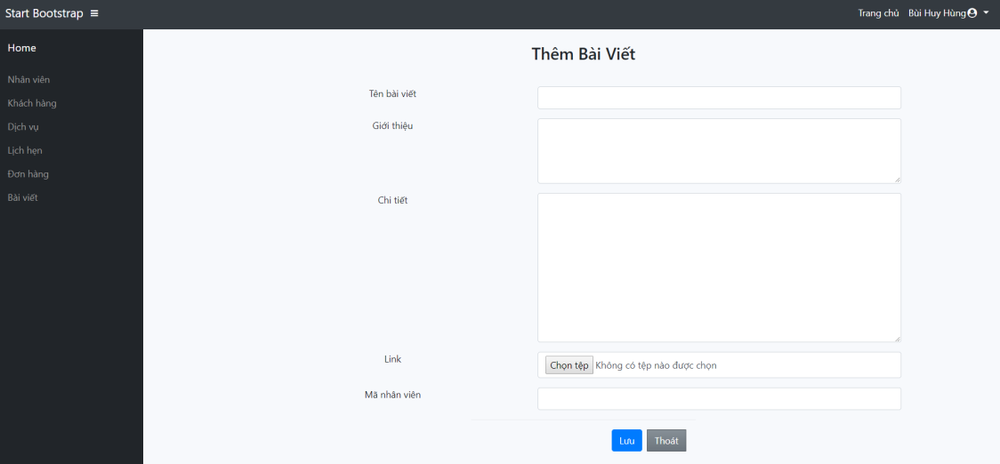 Start Bootstrap
Trang chủ Bùi Huy Hùng
Home
Nhân viên
Khách hàng
Dịch vụ
Lịch hẹn
Đơn hàng
Bài viết
Thêm Bài Viết
Tên bài viết
Giới thiệu
Chi tiết
Link
Chọn tệp Không có tệp nào được chọn
Mã nhân viên
Lưu Thoát